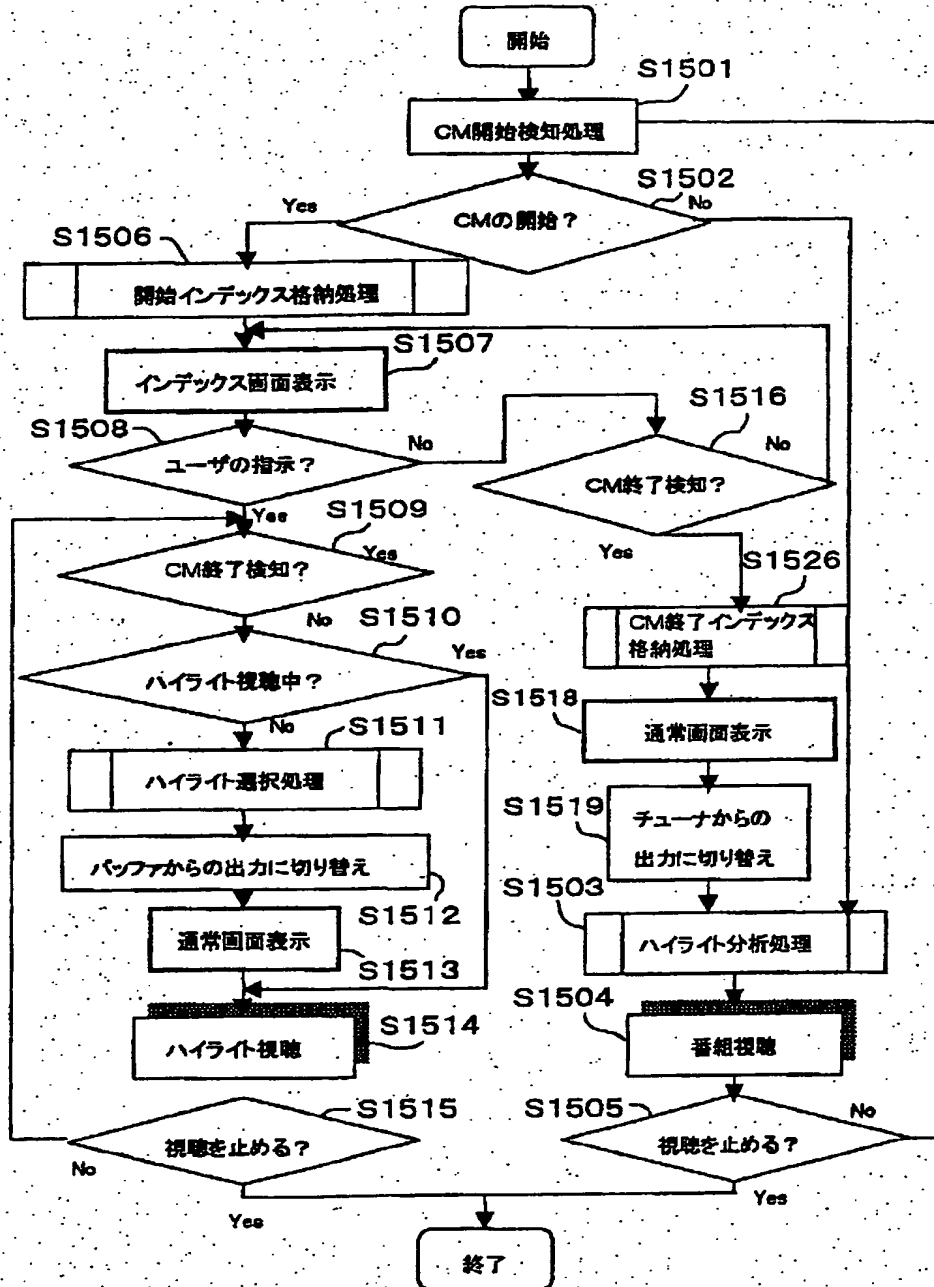 開始
S1501
CM開始検知処理
S1502
Yes
CMの開始?
No
S1506
開始インデックス格納処理
S1507
インデックス画面表示
S1508
ユーザの指示?
No
S1516
No
CM終了検知?
Yes
Yes
S1509
CM終了検知?
Yes
No
S1526
CM終了インデックス
格納処理
S1510
ハイライト視聴中?
Yes
No
S1511
ハイライト選択処理
S1518
通常画面表示
バッファからの出力に切り替え
S1512
S1519
チューナからの
出力に切り替え
通常画面表示
S1513
S1503
ハイライト分析処理
ハイライト視聴
S1514
S1504
番組視聴
S1515
視聴を止める?
No
Yes
S1505
視聴を止める?
No
Yes
終了